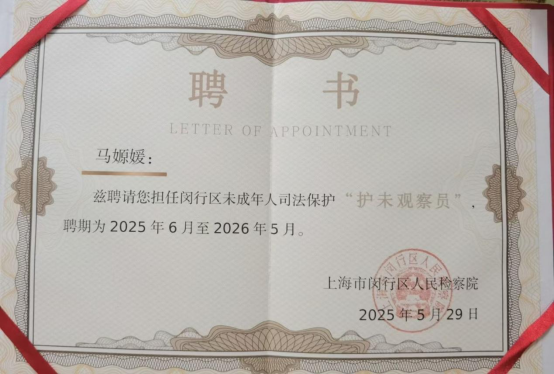 聘 书
LETTER OF APPOINTMENT
马嫄媛：
兹聘请您担任闵行区未成年人司法保护“护未观察员”，
聘期为2025年6月至2026年5月。
上海市闵行区人民检察院
2025年5月29日